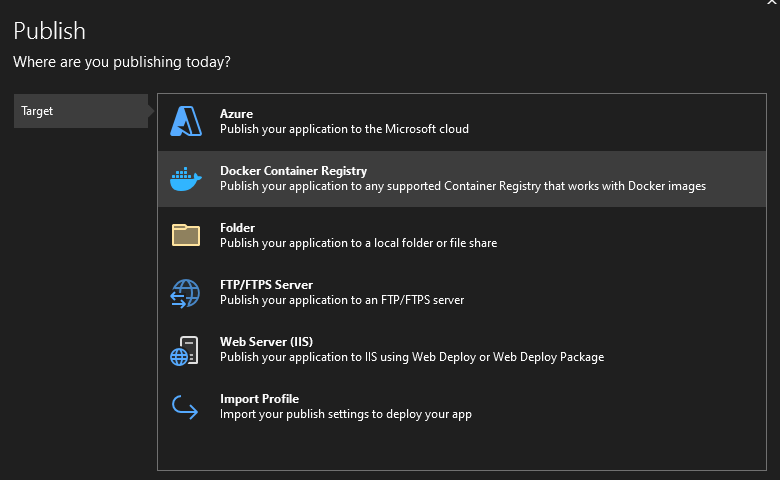 Publish
Where are you publishing today?
Target
Azure
Publish your application to the Microsoft cloud
Docker Container Registry
Publish your application to any supported Container Registry that works with Docker images
Folder
Publish your application to a local folder or file share
FTP/FTPS Server
Publish your application to an FTP/FTPS server
Web Server (IIS)
Publish your application to IIS using Web Deploy or Web Deploy Package
Import Profile
Import your publish settings to deploy your app